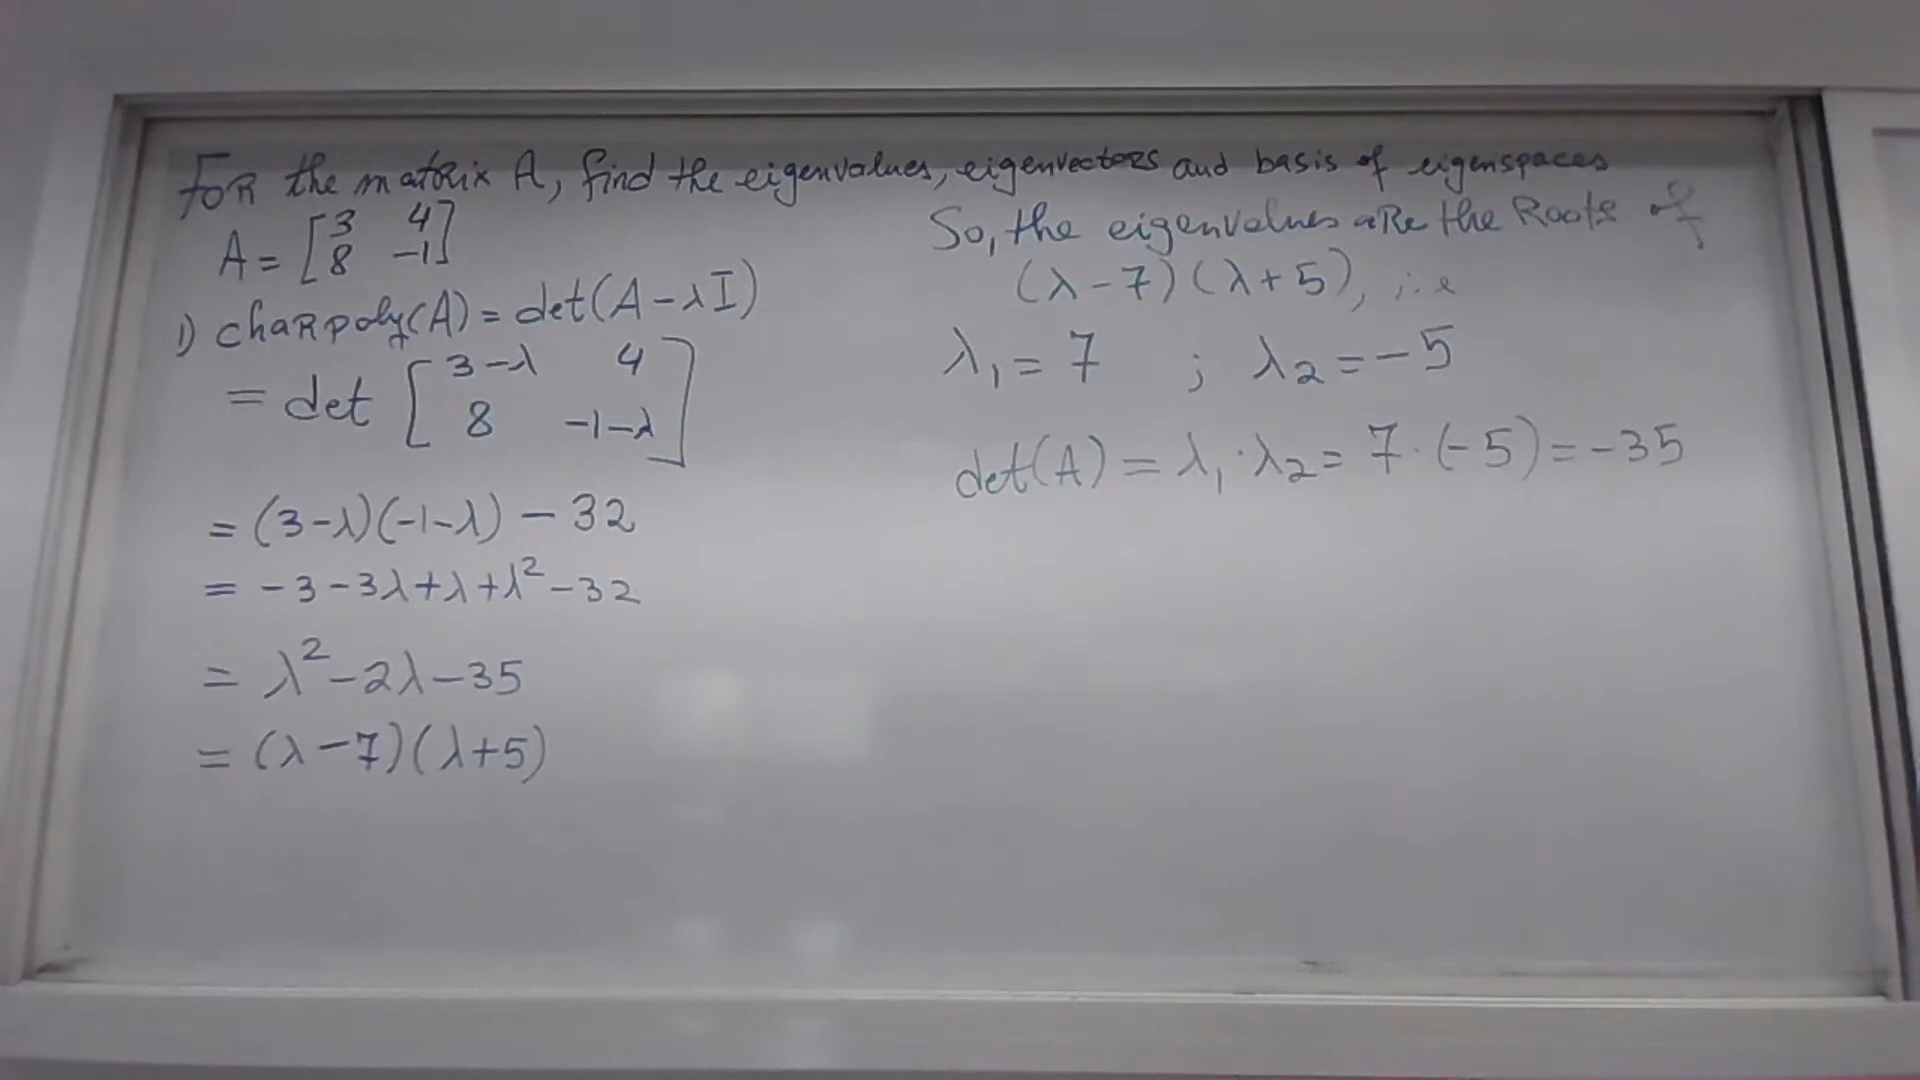 FOR the matRix A, find the eigenvalues, eigenvectoRs and basis of eigenspaces
A = [3 4
8 -1]
1) chaRpoly(A) = det(A - λI)
= det [3-λ 4
8 -1-λ]
= (3-λ)(-1-λ) - 32
= -3 - 3λ + λ + λ² - 32
= λ² - 2λ - 35
= (λ - 7)(λ + 5)
So, the eigenvalues aRe the Roots of
(λ - 7)(λ + 5), i.e
λ₁ = 7 ; λ₂ = -5
det(A) = λ₁ · λ₂ = 7 · (-5) = -35